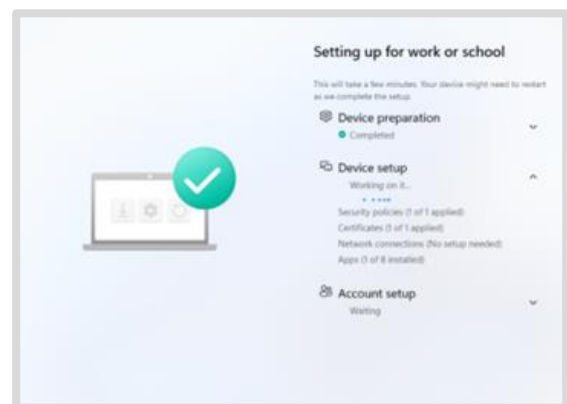 Setting up for work or school
This will take a few minutes. Your device might need to restart
as we complete the setup.
Device preparation
Completed
Device setup
Working on it...
Security policies (1 of 1 applied)
Certificates (1 of 1 applied)
Network connections (No setup needed)
Apps (1 of 8 installed)
Account setup
Waiting